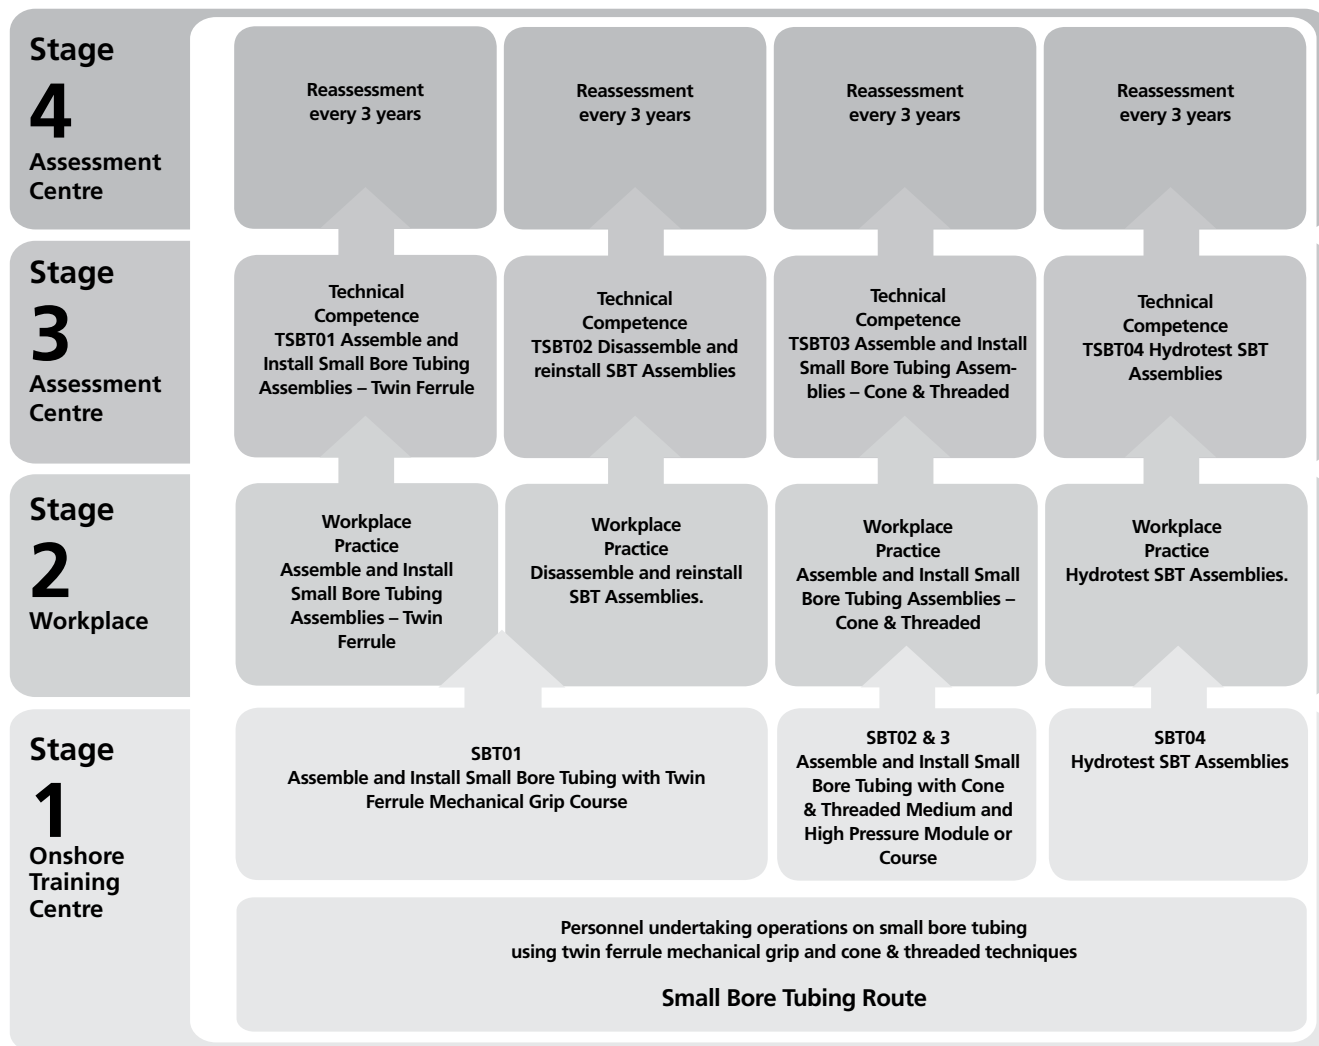 Stage
4
Assessment
Centre
Reassessment
every 3 years
Reassessment
every 3 years
Reassessment
every 3 years
Reassessment
every 3 years
Stage
3
Assessment
Centre
Technical
Competence
TSBT01 Assemble and
Install Small Bore Tubing
Assemblies – Twin Ferrule
Technical
Competence
TSBT02 Disassemble and
reinstall SBT Assemblies
Technical
Competence
TSBT03 Assemble and Install
Small Bore Tubing Assem-
blies – Cone & Threaded
Technical
Competence
TSBT04 Hydrotest SBT
Assemblies
Stage
2
Workplace
Workplace
Practice
Assemble and Install
Small Bore Tubing
Assemblies – Twin
Ferrule
Workplace
Practice
Disassemble and reinstall
SBT Assemblies.
Workplace
Practice
Assemble and Install Small
Bore Tubing Assemblies –
Cone & Threaded
Workplace
Practice
Hydrotest SBT Assemblies.
Stage
1
Onshore
Training
Centre
SBT01
Assemble and Install Small Bore Tubing with Twin
Ferrule Mechanical Grip Course
SBT02 & 3
Assemble and Install Small
Bore Tubing with Cone
& Threaded Medium and
High Pressure Module or
Course
SBT04
Hydrotest SBT Assemblies
Personnel undertaking operations on small bore tubing
using twin ferrule mechanical grip and cone & threaded techniques
Small Bore Tubing Route